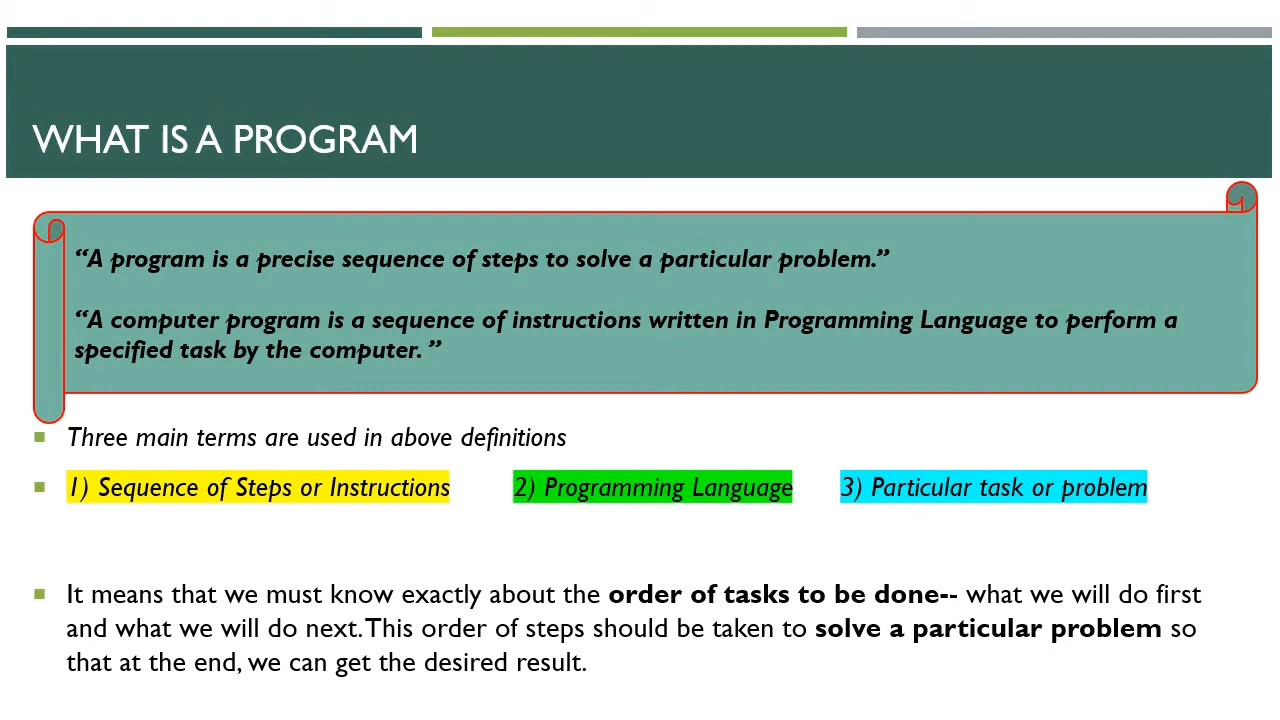 WHAT IS A PROGRAM
“A program is a precise sequence of steps to solve a particular problem.”
“A computer program is a sequence of instructions written in Programming Language to perform a
specified task by the computer. ”
Three main terms are used in above definitions
1) Sequence of Steps or Instructions 2) Programming Language 3) Particular task or problem
It means that we must know exactly about the order of tasks to be done-- what we will do first
and what we will do next. This order of steps should be taken to solve a particular problem so
that at the end, we can get the desired result.